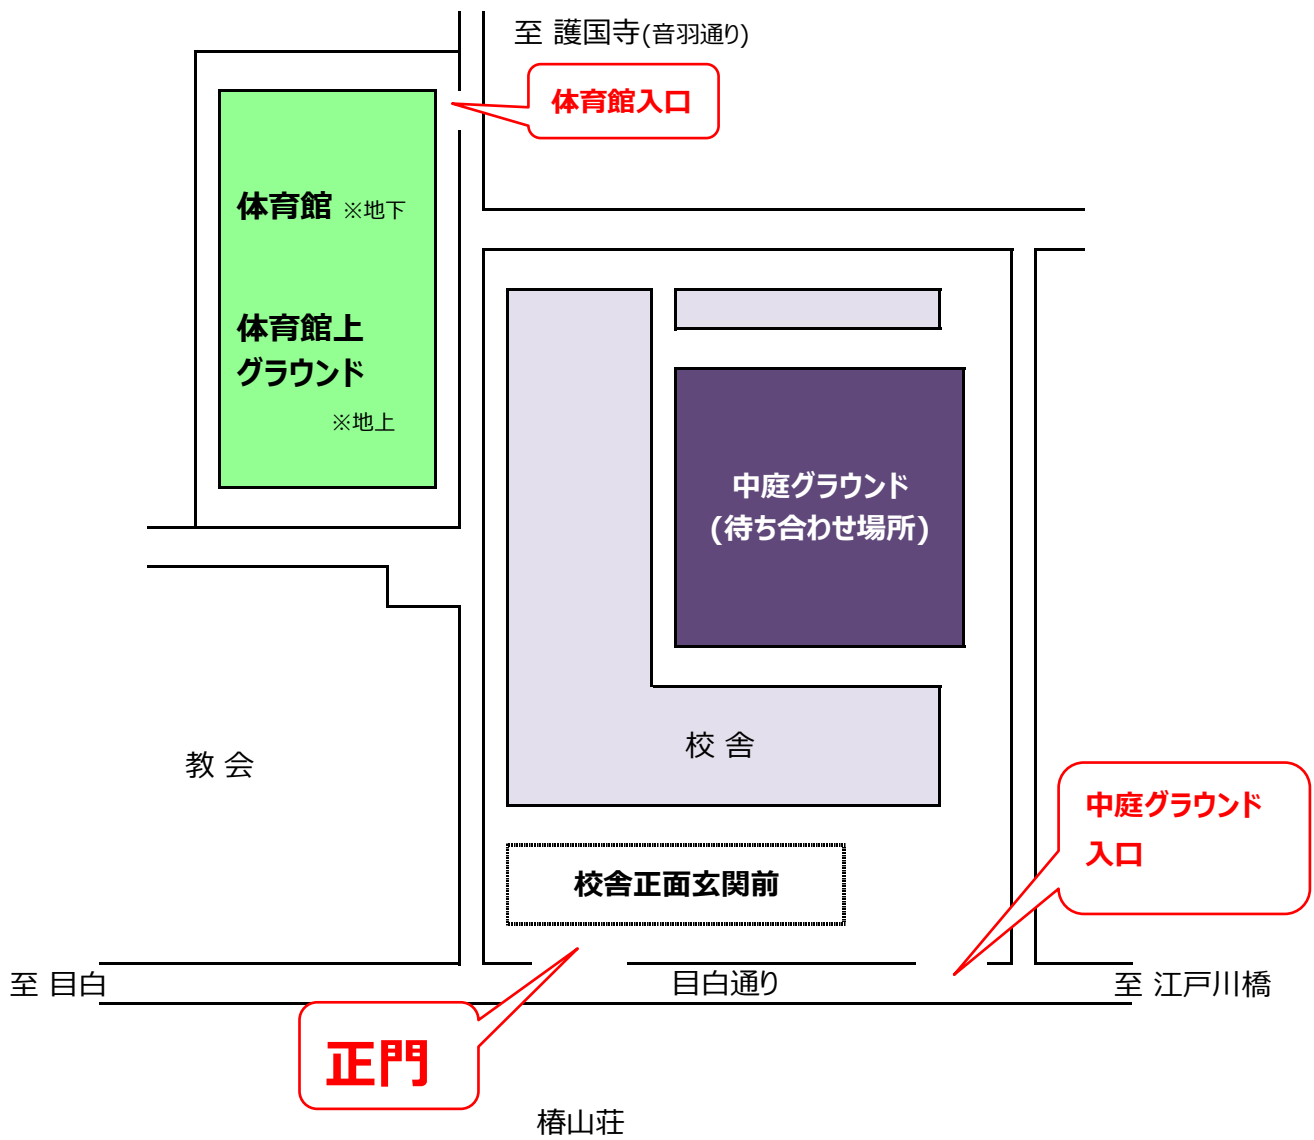 至 護国寺(音羽通り)
体育館入口
体育館 ※地下
体育館上
グラウンド
※地上
中庭グラウンド
(待ち合わせ場所)
校 舎
教 会
中庭グラウンド
入口
校舎正面玄関前
至 目白
目白通り
至 江戸川橋
正門
椿山荘